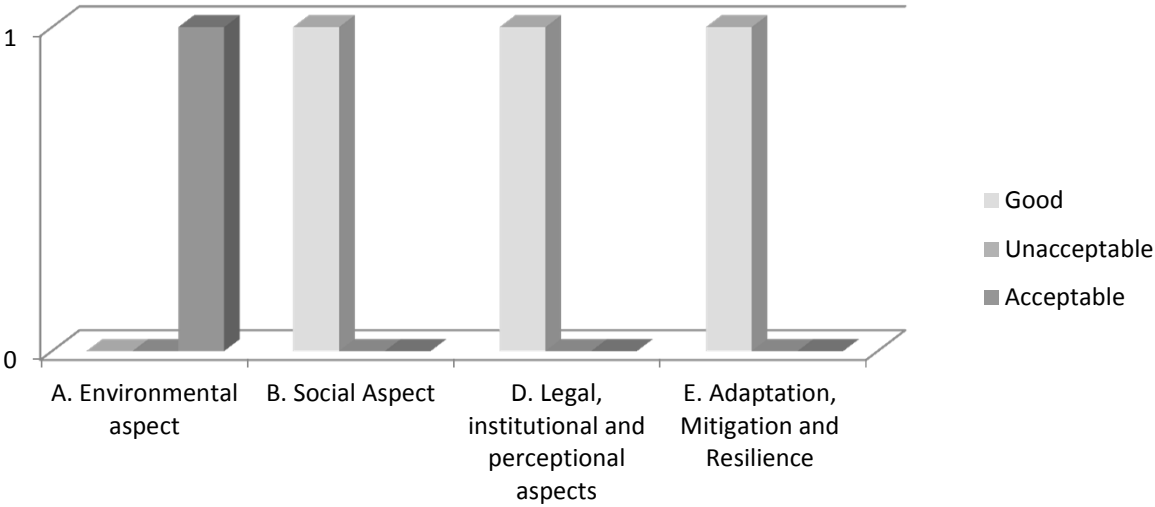 1
0
A. Environmental
aspect
B. Social Aspect
D. Legal,
institutional and
perceptional
aspects
E. Adaptation,
Mitigation and
Resilience
Good
Unacceptable
Acceptable